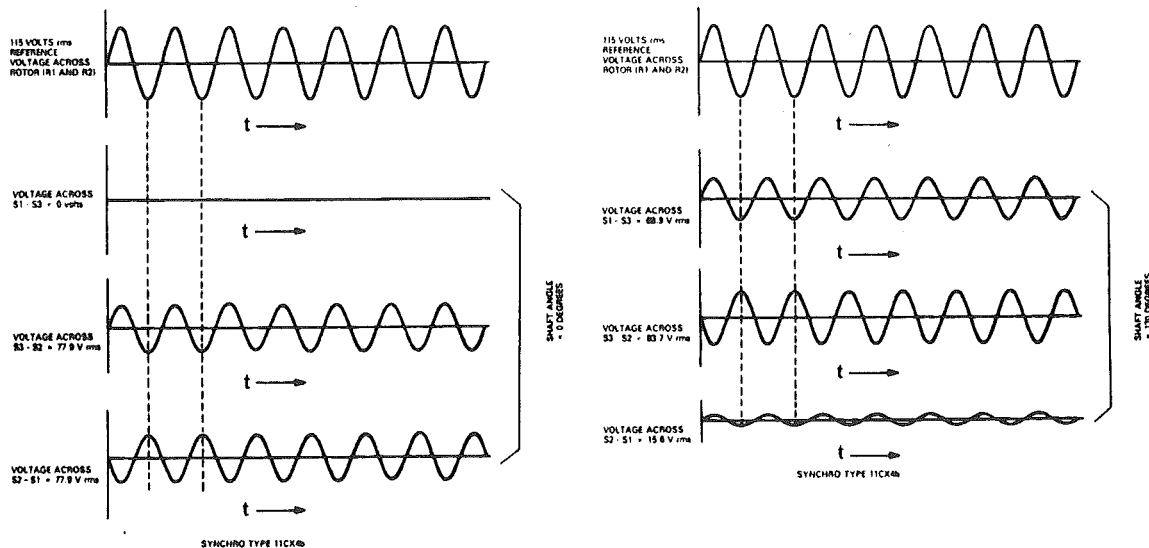 115 VOLTS rms
REFERENCE
VOLTAGE ACROSS
ROTOR (R1 AND R2)
t
VOLTAGE ACROSS
S1 - S3 = 0 volts
t
VOLTAGE ACROSS
S3 - S2 = 77.9 V rms
t
VOLTAGE ACROSS
S2 - S1 = 77.9 V rms
t
SHAFT ANGLE
= 0 DEGREES
SYNCHRO TYPE 11CX4b
115 VOLTS rms
REFERENCE
VOLTAGE ACROSS
ROTOR (R1 AND R2)
t
VOLTAGE ACROSS
S1 - S3 = 68.9 V rms
t
VOLTAGE ACROSS
S3 S2 = 83.7 V rms
t
VOLTAGE ACROSS
S2 - S1 = 15.6 V rms
t
SHAFT ANGLE
DEGREES
SYNCHRO TYPE 11CX4b